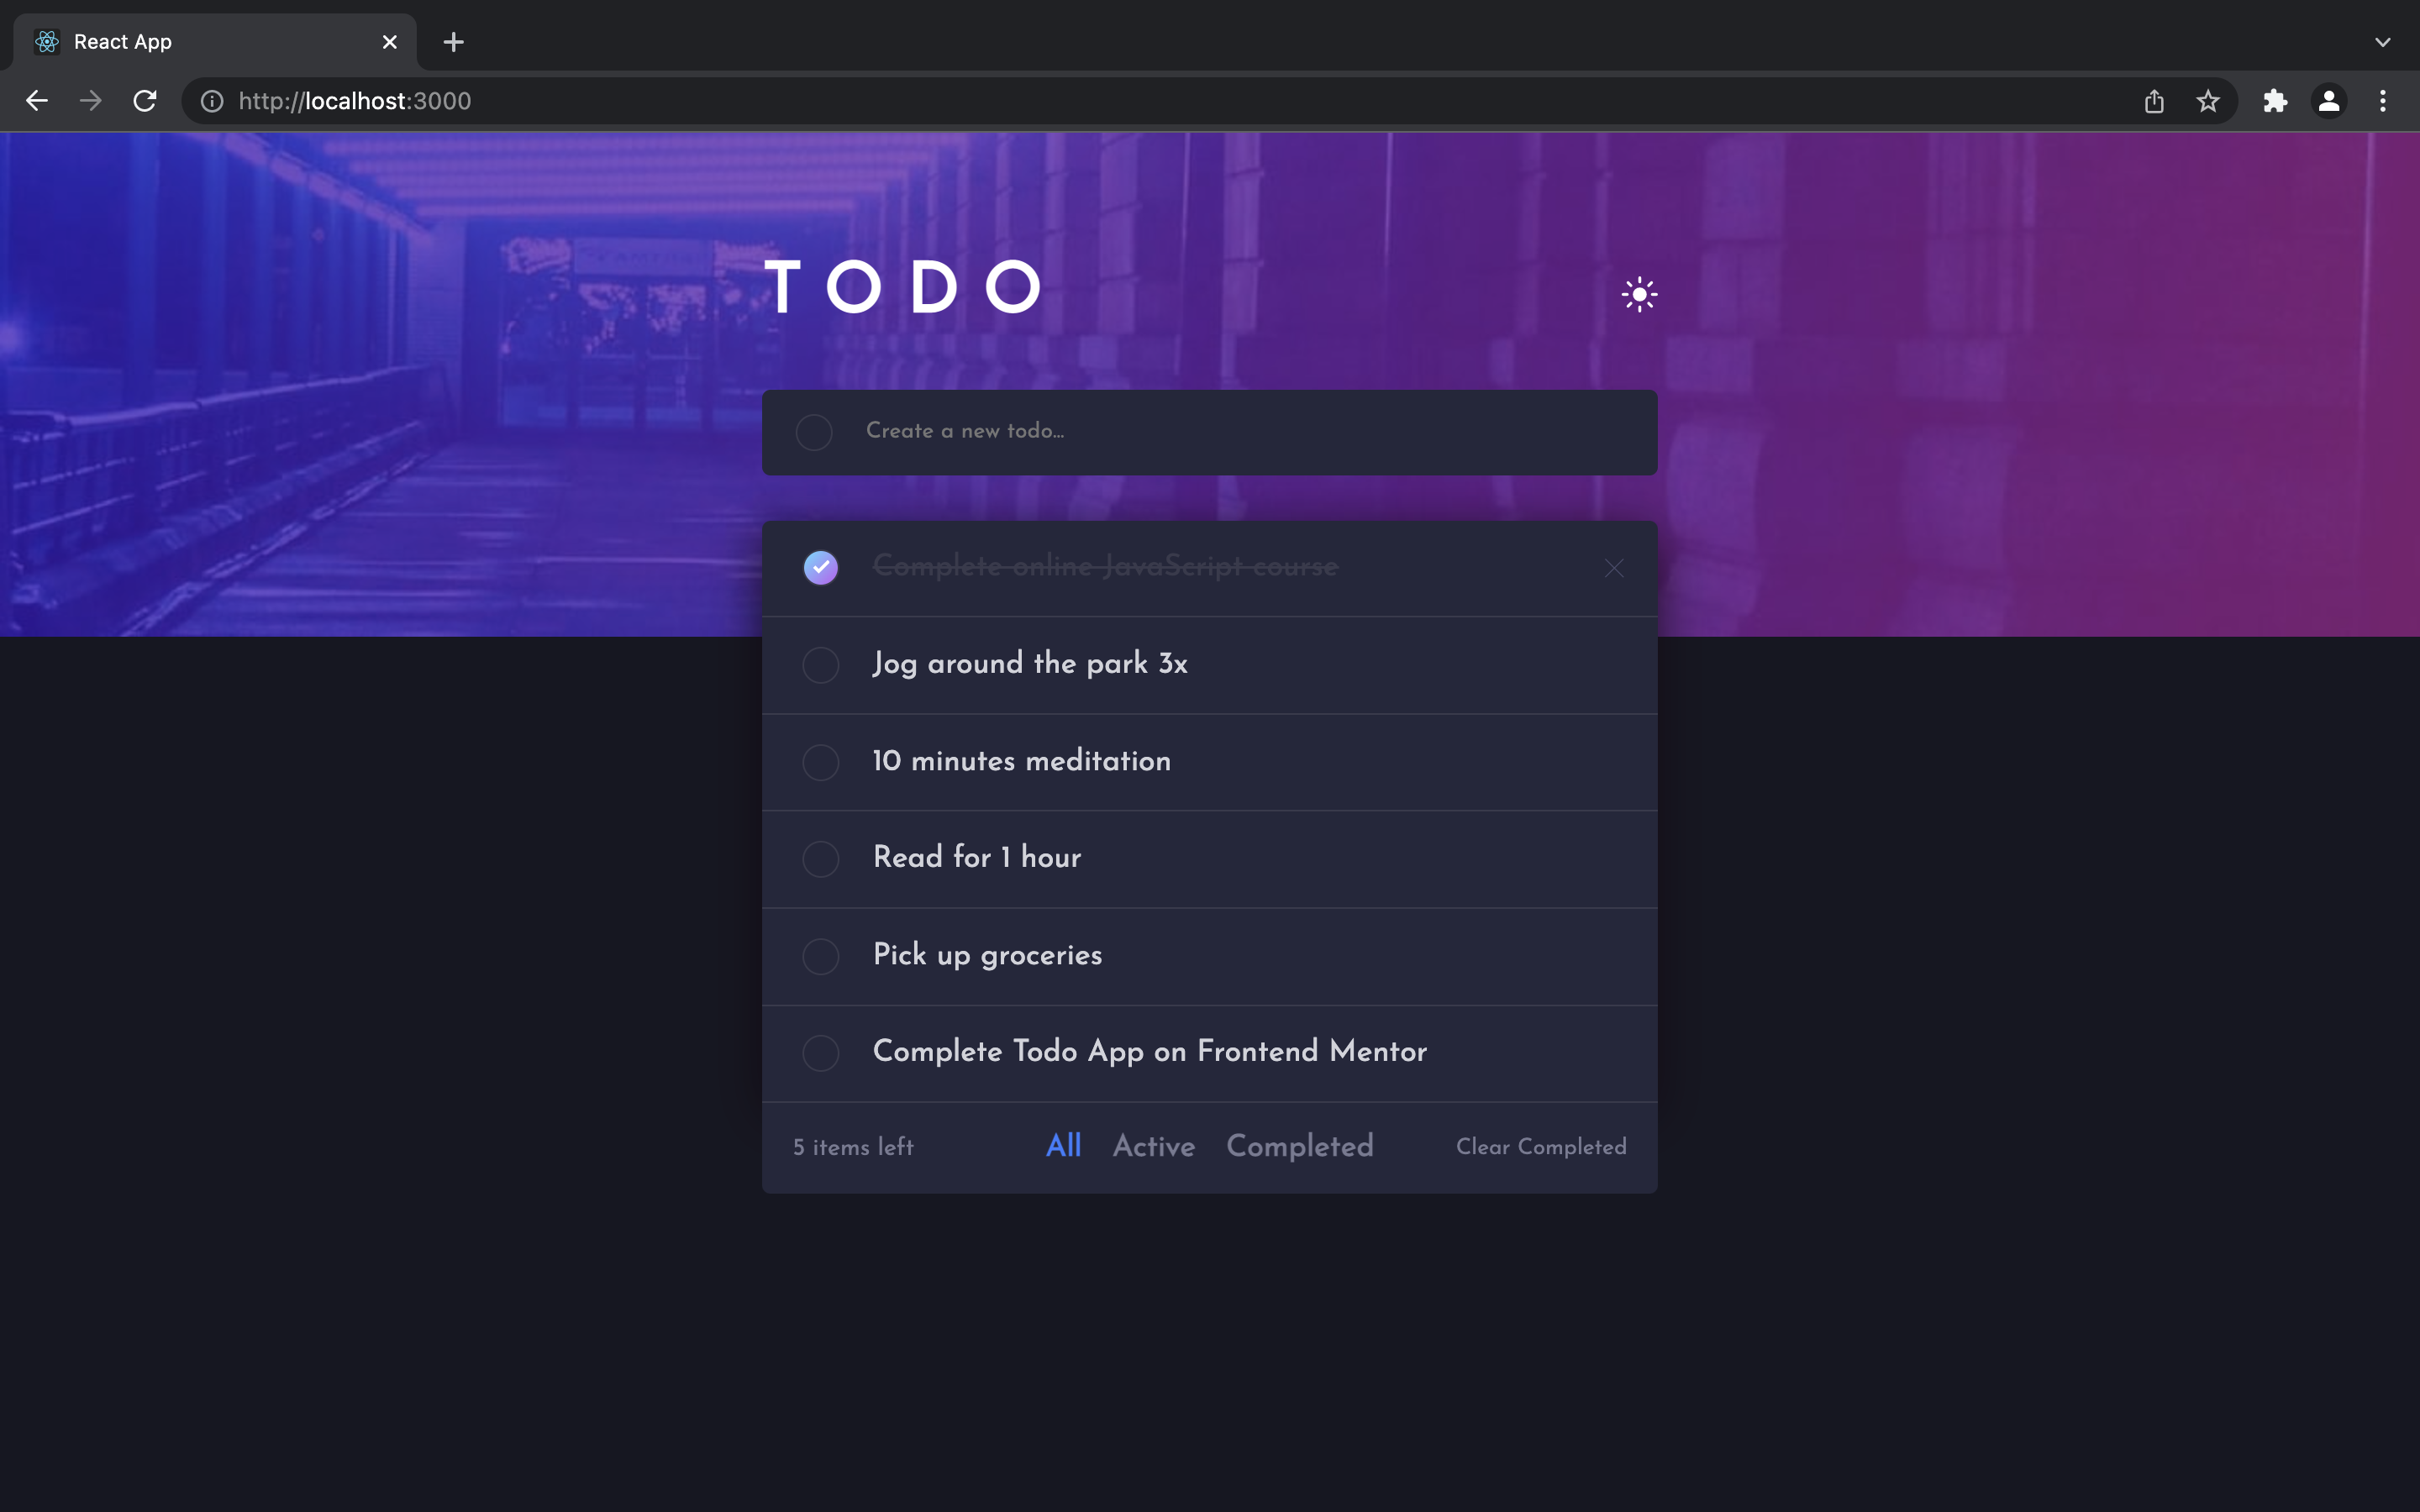 React App
http://localhost:3000
TODO
Create a new todo...
Complete online JavaScript course
Jog around the park 3x
10 minutes meditation
Read for 1 hour
Pick up groceries
Complete Todo App on Frontend Mentor
5 items left All Active Completed Clear Completed